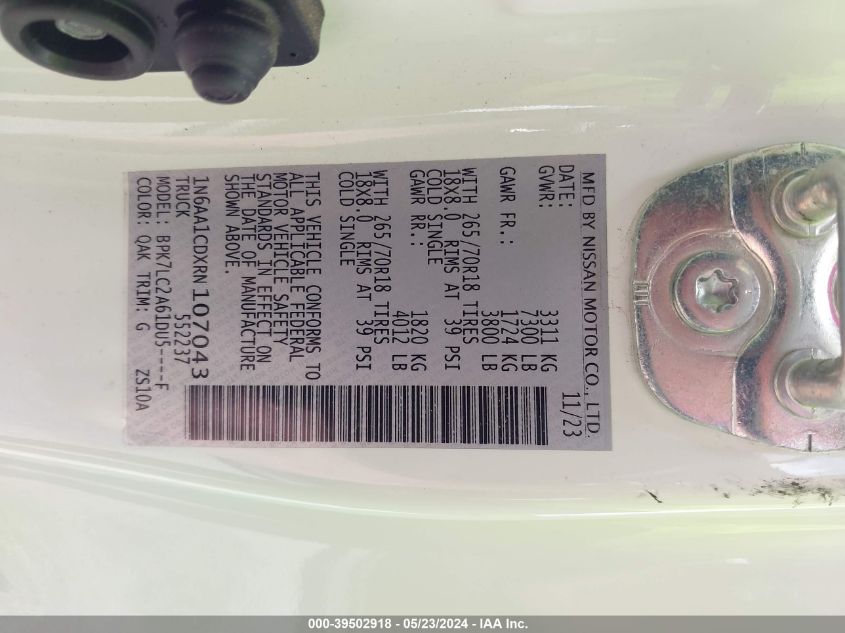 MFD BY NISSAN MOTOR CO., LTD.
DATE: 11/23
GVWR: 3311 KG
7300 LB
GAWR FR.: 1724 KG
3800 LB
WITH 265/70R18 TIRES
18X8.0 RIMS AT 39 PSI
COLD SINGLE
GAWR RR.: 1820 KG
4012 LB
WITH 265/70R18 TIRES
18X8.0 RIMS AT 39 PSI
COLD SINGLE
THIS VEHICLE CONFORMS TO
ALL APPLICABLE FEDERAL
MOTOR VEHICLE SAFETY
STANDARDS IN EFFECT ON
THE DATE OF MANUFACTURE
SHOWN ABOVE.
1N6AA1CDXRN107043
TRUCK 552237
MODEL: BPK7LC2A61DU5----F
COLOR: QAK TRIM: G ZS10A
000-39502918 - 05/23/2024 - IAA Inc.